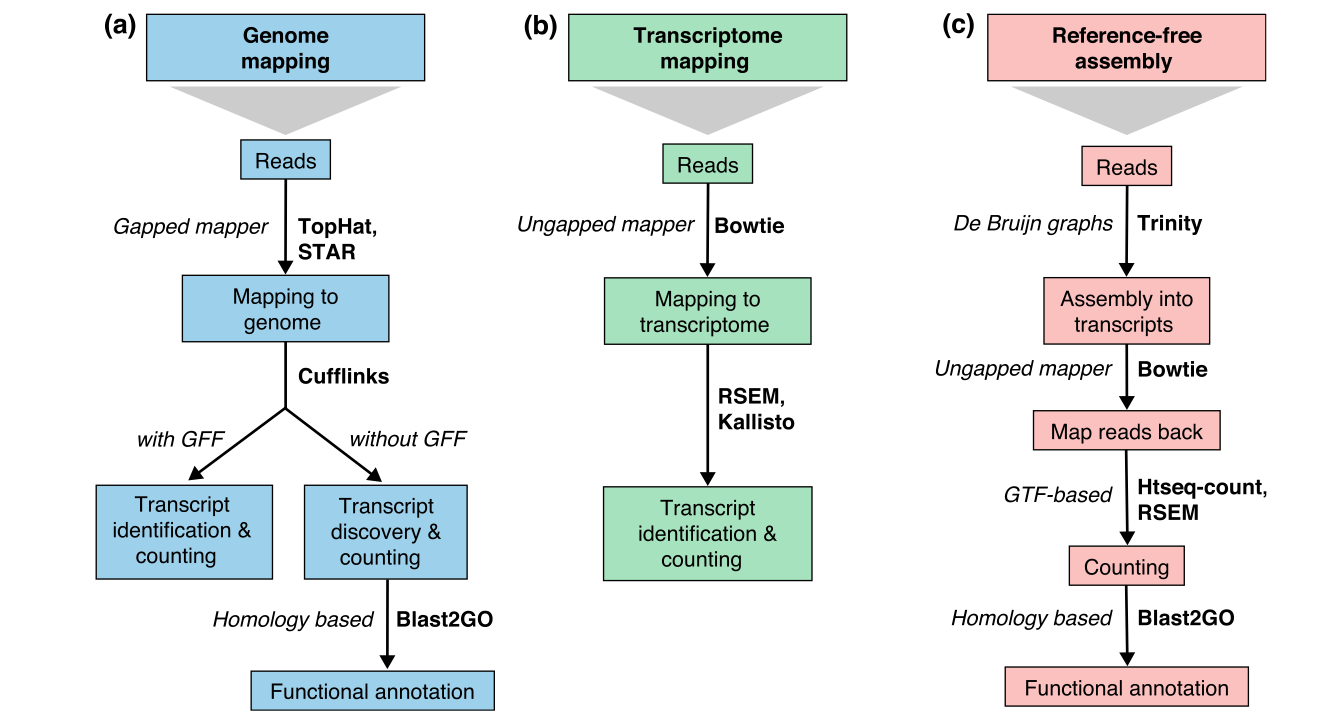 (a)
Genome
mapping
Reads
Gapped mapper
TopHat,
STAR
Mapping to
genome
Cufflinks
with GFF
without GFF
Transcript
identification &
counting
Transcript
discovery &
counting
Homology based
Blast2GO
Functional annotation
(b)
Transcriptome
mapping
Reads
Ungapped mapper
Bowtie
Mapping to
transcriptome
RSEM,
Kallisto
Transcript
identification &
counting
(c)
Reference-free
assembly
Reads
De Bruijn graphs
Trinity
Assembly into
transcripts
Ungapped mapper
Bowtie
Map reads back
GTF-based
Htseq-count,
RSEM
Counting
Homology based
Blast2GO
Functional annotation